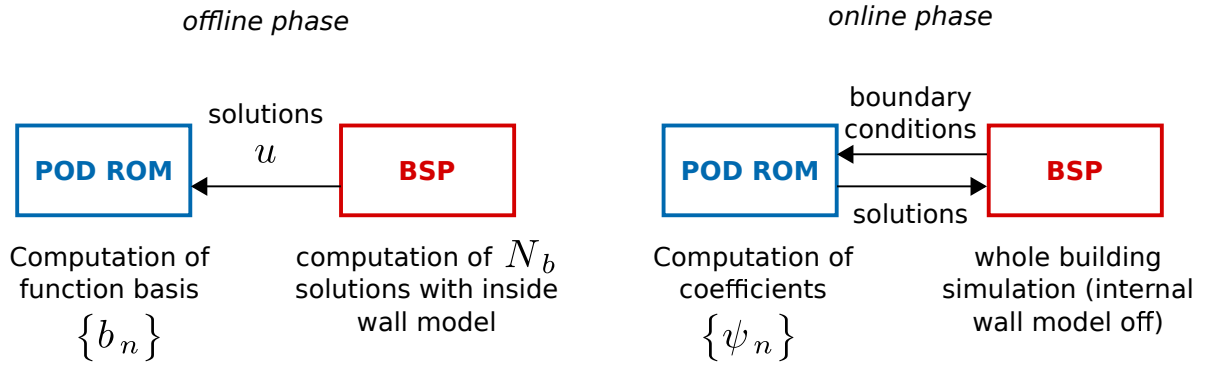 offline phase
solutions
u
POD ROM
BSP
Computation of
function basis
{b_n}
computation of N_b
solutions with inside
wall model
online phase
boundary
conditions
POD ROM
BSP
solutions
Computation of
coefficients
{ψ_n}
whole building
simulation (internal
wall model off)